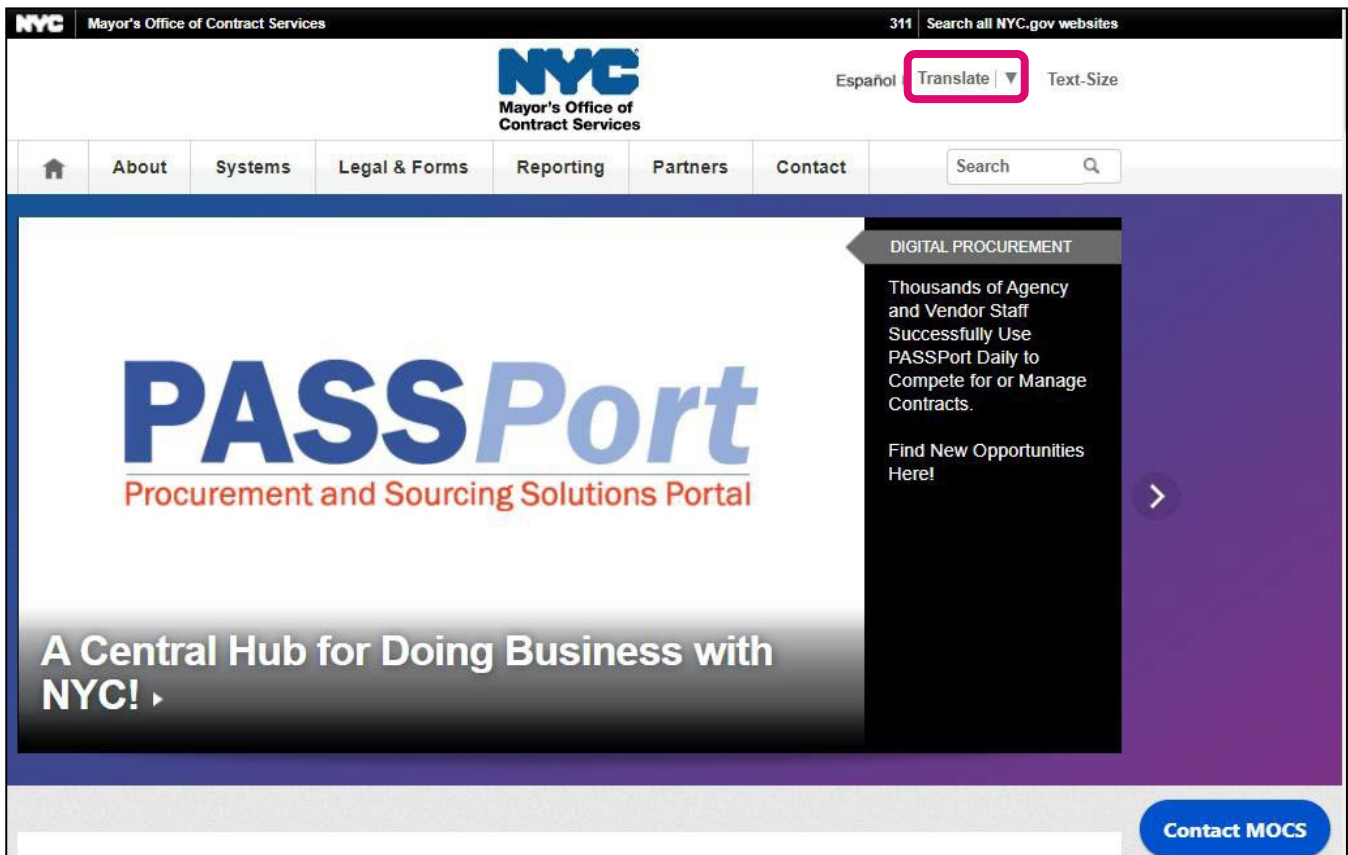 NYC Mayor's Office of Contract Services 311 Search all NYC.gov websites
NYC
Mayor's Office of
Contract Services
Español Translate ▼ Text-Size
About Systems Legal & Forms Reporting Partners Contact Search
DIGITAL PROCUREMENT
Thousands of Agency
and Vendor Staff
Successfully Use
PASSPort Daily to
Compete for or Manage
Contracts.
Find New Opportunities
Here!
PASSPort
Procurement and Sourcing Solutions Portal
A Central Hub for Doing Business with
NYC!
Contact MOCS